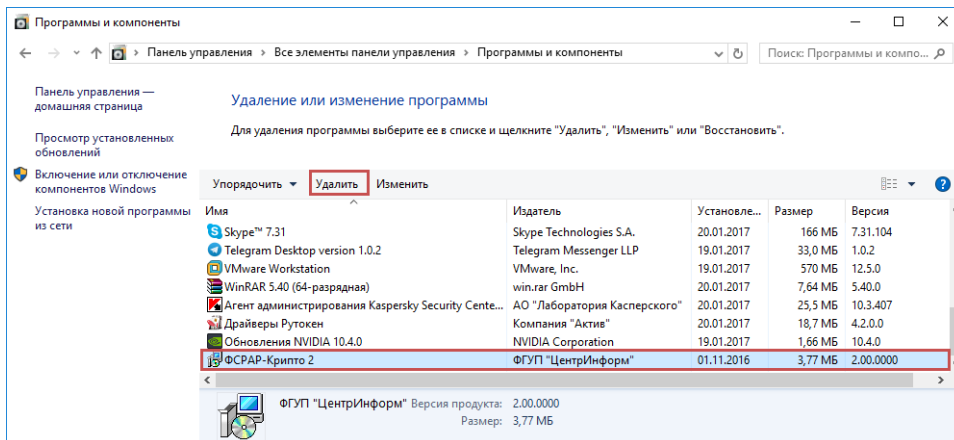 Программы и компоненты
Панель управления > Все элементы панели управления > Программы и компоненты
Поиск: Программы и компо...
Панель управления — домашняя страница
Просмотр установленных обновлений
Включение или отключение компонентов Windows
Установка новой программы из сети
Удаление или изменение программы
Для удаления программы выберите ее в списке и щелкните "Удалить", "Изменить" или "Восстановить".
Упорядочить Удалить Изменить
Имя Издатель Установле... Размер Версия
Skype™ 7.31 Skype Technologies S.A. 20.01.2017 166 МБ 7.31.104
Telegram Desktop version 1.0.2 Telegram Messenger LLP 19.01.2017 33,0 МБ 1.0.2
VMware Workstation VMware, Inc. 19.01.2017 570 МБ 12.5.0
WinRAR 5.40 (64-разрядная) win.rar GmbH 20.01.2017 7,64 МБ 5.40.0
Агент администрирования Kaspersky Security Cente... АО "Лаборатория Касперского" 20.01.2017 25,5 МБ 10.3.407
Драйверы Рутокен Компания "Актив" 20.01.2017 18,7 МБ 4.2.0.0
Обновления NVIDIA 10.4.0 NVIDIA Corporation 19.01.2017 1,66 МБ 10.4.0
ФСРАР-Крипто 2 ФГУП "ЦентрИнформ" 01.11.2016 3,77 МБ 2.00.0000
ФГУП "ЦентрИнформ" Версия продукта: 2.00.0000
Размер: 3,77 МБ